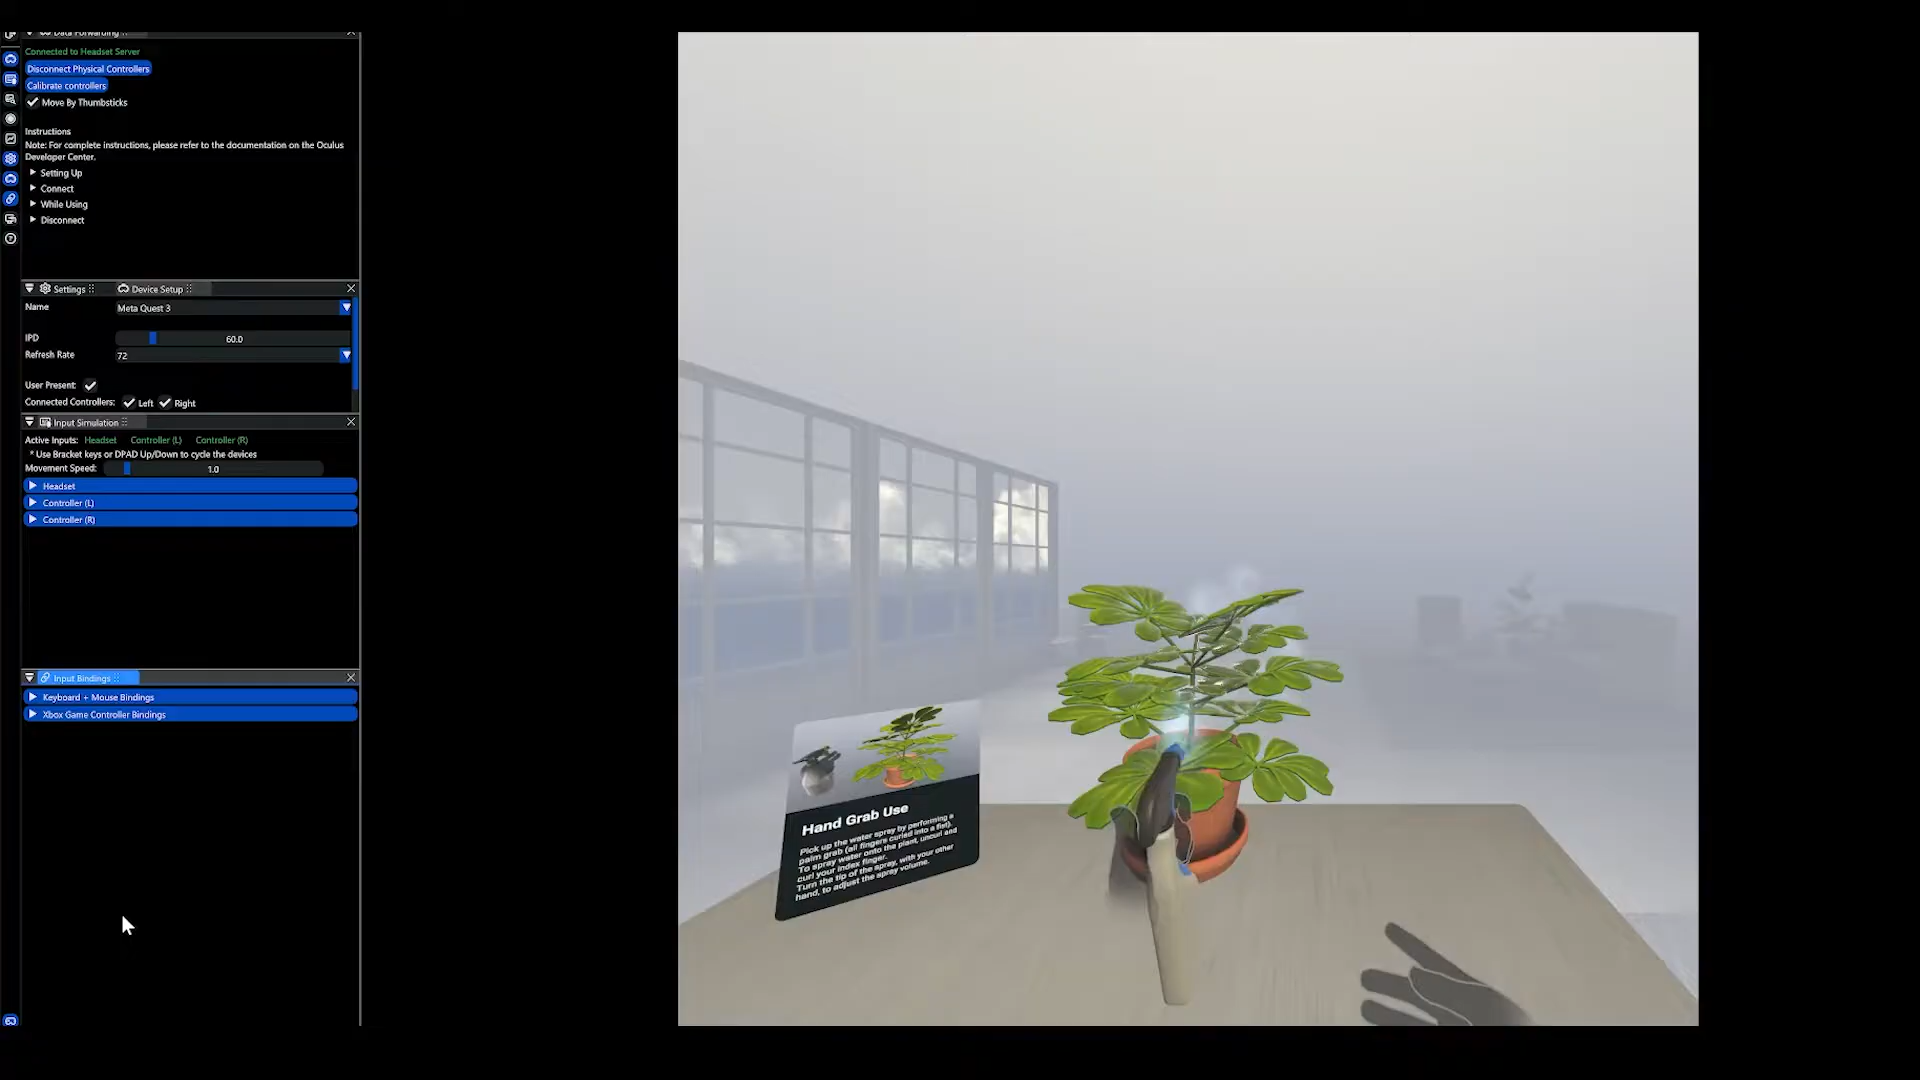 Data Forwarding
Connected to Headset Server
Disconnect Physical Controllers
Calibrate controllers
Move By Thumbsticks
Instructions
Note: For complete instructions, please refer to the documentation on the Oculus
Developer Center.
Setting Up
Connect
While Using
Disconnect
Settings Device Setup
Name Meta Quest 3
IPD 60.0
Refresh Rate 72
User Present:
Connected Controllers: Left Right
Input Simulation
Active Inputs: Headset Controller (L) Controller (R)
* Use Bracket keys or DPAD Up/Down to cycle the devices
Movement Speed: 1.0
Headset
Controller (L)
Controller (R)
Input Bindings
Keyboard + Mouse Bindings
Xbox Game Controller Bindings
Hand Grab Use
Pick up the water spray by performing a
palm grab (all fingers curled into a fist).
To spray water onto the plant, uncurl and
curl your index finger.
Turn the tip of the spray, with your other
hand, to adjust the spray volume.